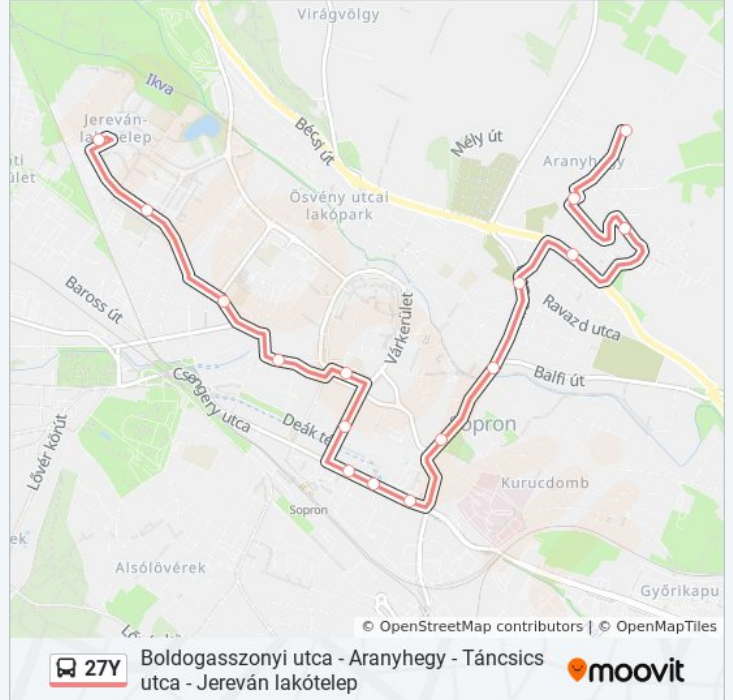 Virágvölgy
Ikva
Jereván-
lakótelep
Bécsi út
Mély út
Aranyhegy
Ösvény utcai
lakópark
Baross út
Várkerület
Ravazd utca
Csengery utca
Balfi út
Deák té
Sopron
Lővér körút
Kurucdomb
Sopron
Alsólövérek
Győrikapu
© OpenStreetMap contributors | © OpenMapTiles
27Y
Boldogasszonyi utca - Aranyhegy - Táncsics
utca - Jereván lakótelep
moovit